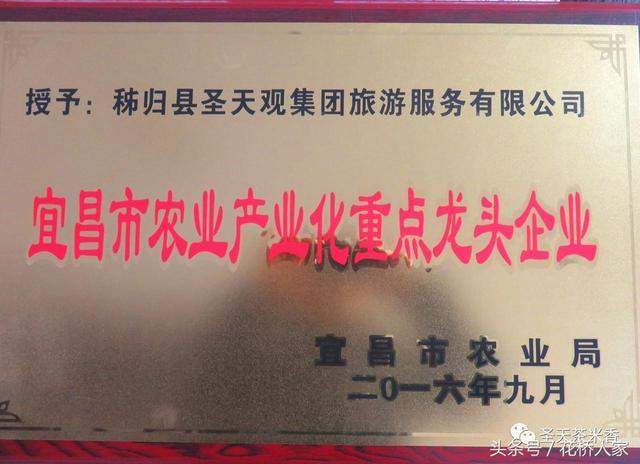 授予：秭归县圣天观集团旅游服务有限公司
宜昌市农业产业化重点龙头企业
宜昌市农业局
二〇一六年九月
圣天茶米香
头条号/花桥人家